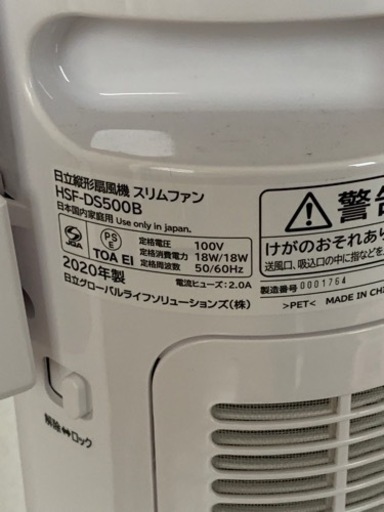 日立縦形扇風機 スリムファン
HSF-DS500B
日本国内家庭用 Use only in japan.
JQA
PS
E
TOA EI
定格電圧 100V
定格消費電力 18W/18W
定格周波数 50/60Hz
2020年製 電流ヒューズ：2.0A
日立グローバルライフソリューションズ(株)
警告
けがのおそれあり
送風口、吸込口の中に指などを
製造番号 0001764
>PET< MADE IN CH
解除⇔ロック